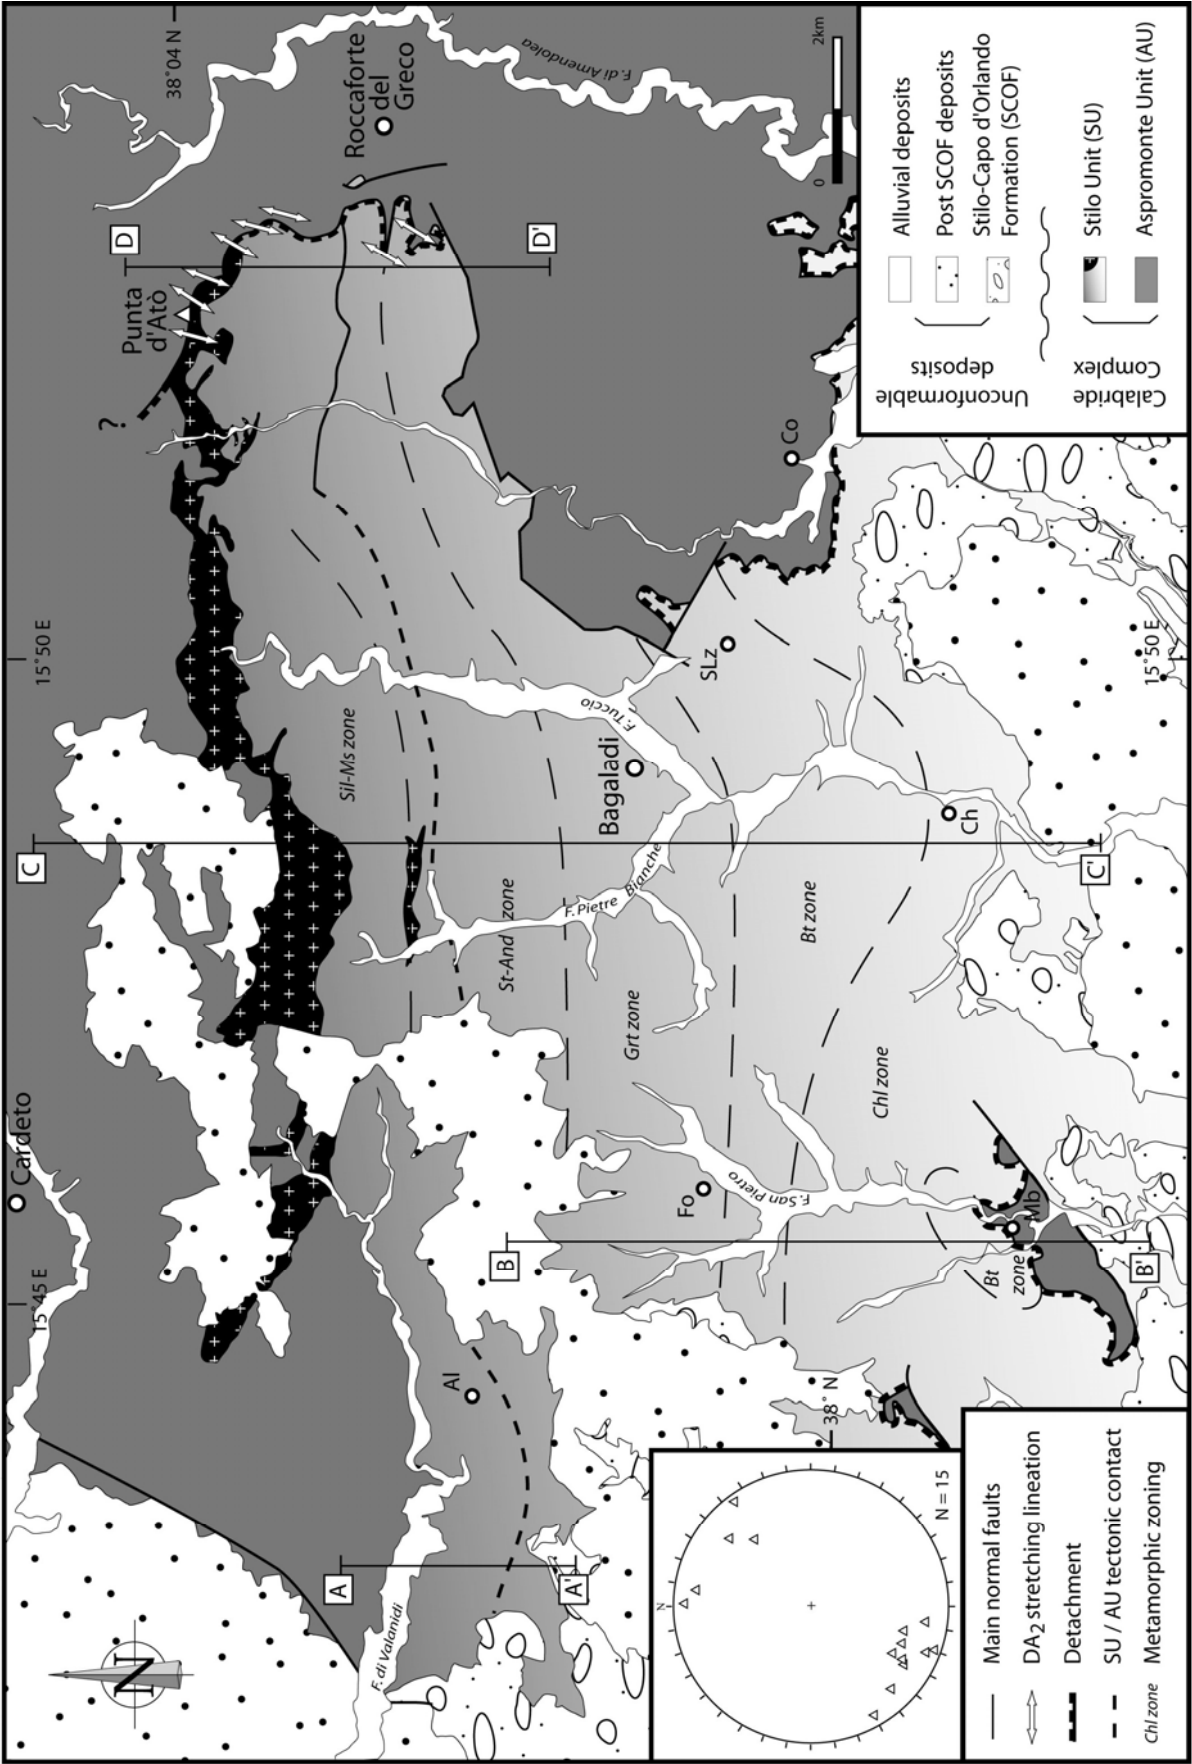 Cardeto
15°45 E
15°50 E
38°04 N
N
A
F. di Valanidi
A'
Al
B
Fo
F. San Pietro
Bt
zone
Mb
B'
C
Sil-Ms zone
St-And zone
F. Pietre Bianche
Bagaladi
F. Tuccio
Grt zone
SLz
Bt zone
Chl zone
Ch
C'
?
Punta
d'Atò
D
D'
Roccaforte
del
Greco
F. di Amendolea
Co
0
2km
38° N
15°50 E
N
N = 15
Main normal faults
DA2 stretching lineation
Detachment
SU / AU tectonic contact
Chl zone
Metamorphic zoning
Unconformable
deposits
Alluvial deposits
Post SCOF deposits
Stilo-Capo d'Orlando
Formation (SCOF)
Calabride
Complex
Stilo Unit (SU)
Aspromonte Unit (AU)